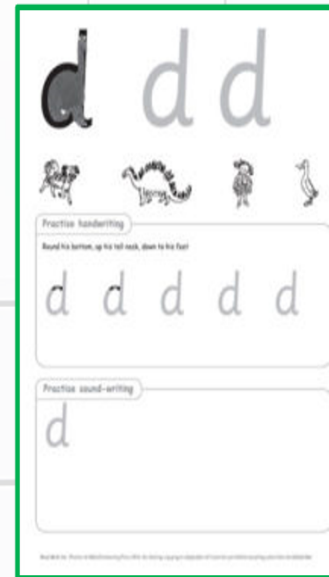 d d d
Practise handwriting
Round his bottom, up his tall neck, down to his feet
d d d d d
Practise sound-writing
d